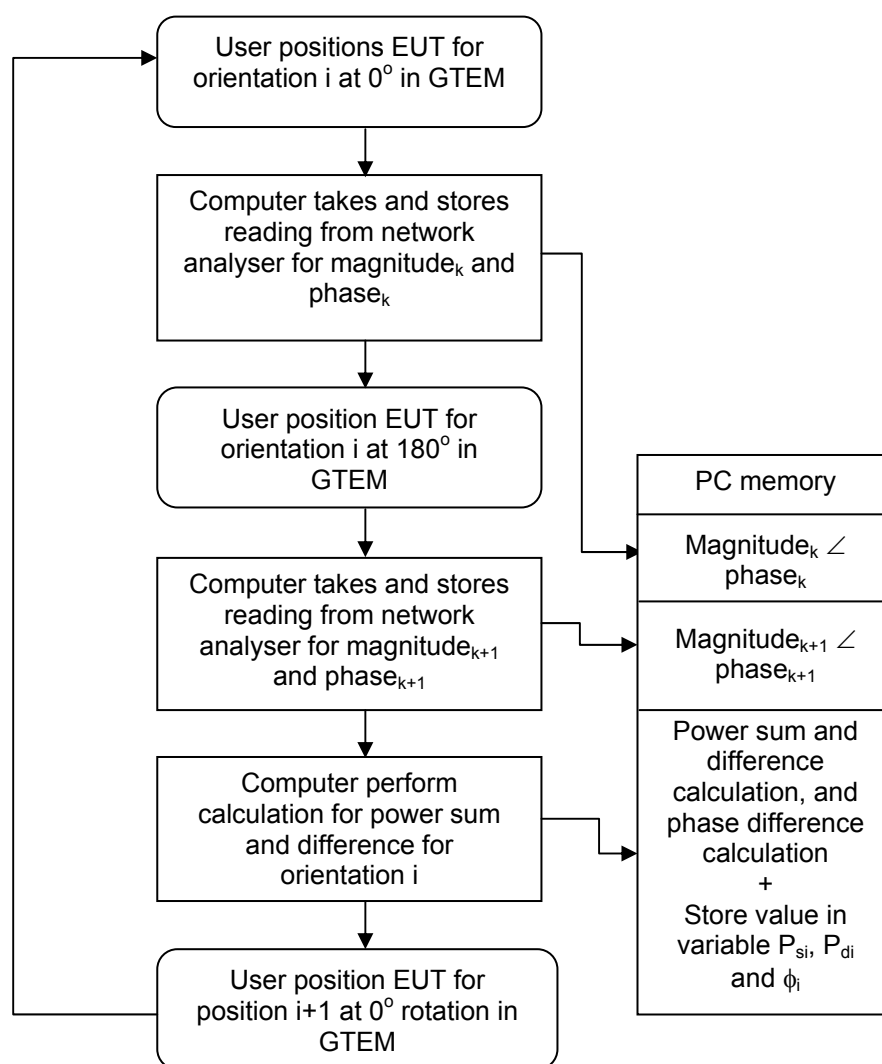 User positions EUT for
orientation i at 0° in GTEM
Computer takes and stores
reading from network
analyser for magnitudeₖ and
phaseₖ
User position EUT for
orientation i at 180° in
GTEM
Computer takes and stores
reading from network
analyser for magnitudeₖ₊₁
and phaseₖ₊₁
Computer perform
calculation for power sum
and difference for
orientation i
User position EUT for
position i+1 at 0° rotation in
GTEM
PC memory
Magnitudeₖ ∠
phaseₖ
Magnitudeₖ₊₁ ∠
phaseₖ₊₁
Power sum and
difference
calculation, and
phase difference
calculation
+
Store value in
variable P_si, P_di
and ϕᵢ